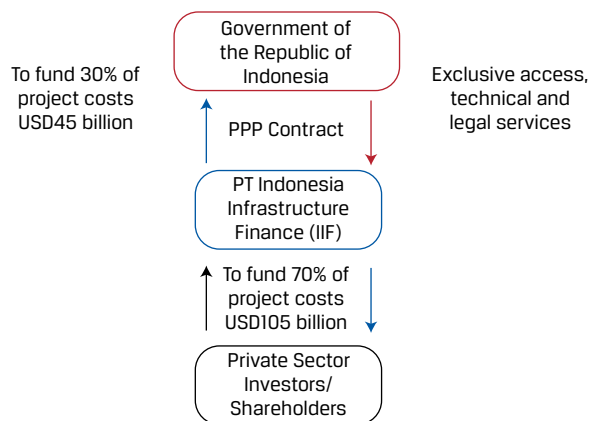 Government of
the Republic of
Indonesia
To fund 30% of
project costs
USD45 billion
Exclusive access,
technical and
legal services
PPP Contract
PT Indonesia
Infrastructure
Finance (IIF)
To fund 70% of
project costs
USD105 billion
Private Sector
Investors/
Shareholders